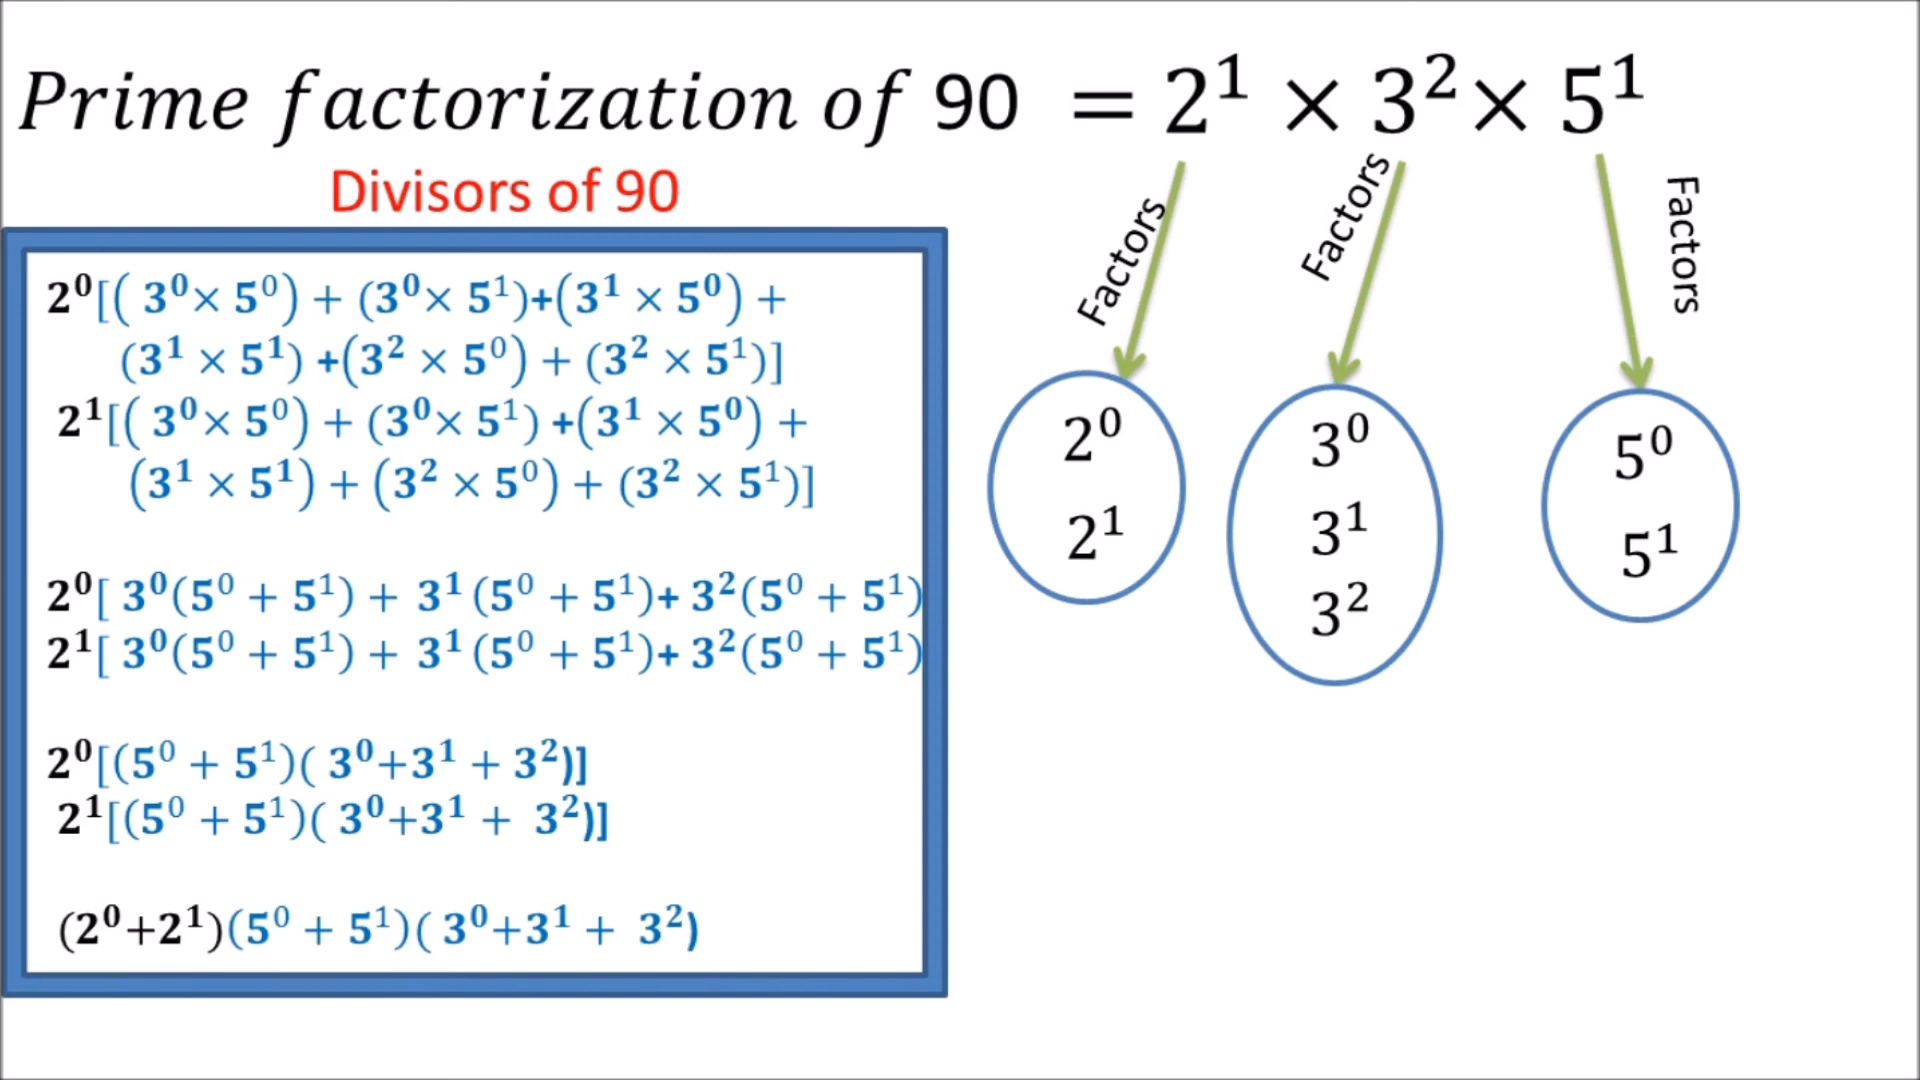 Prime factorization of 90 = 2¹ × 3² × 5¹
Divisors of 90
2⁰[( 3⁰× 5⁰) + (3⁰× 5¹)+(3¹ × 5⁰) +
(3¹ × 5¹) +(3² × 5⁰) + (3² × 5¹)]
2¹[( 3⁰× 5⁰) + (3⁰× 5¹) +(3¹ × 5⁰) +
(3¹ × 5¹) + (3² × 5⁰) + (3² × 5¹)]
2⁰[ 3⁰(5⁰ + 5¹) + 3¹(5⁰ + 5¹)+ 3²(5⁰ + 5¹)
2¹[ 3⁰(5⁰ + 5¹) + 3¹(5⁰ + 5¹)+ 3²(5⁰ + 5¹)
2⁰[(5⁰ + 5¹)( 3⁰+3¹ + 3²)]
2¹[(5⁰ + 5¹)( 3⁰+3¹ + 3²)]
(2⁰+2¹)(5⁰ + 5¹)( 3⁰+3¹ + 3²)
Factors
2⁰
2¹
Factors
3⁰
3¹
3²
Factors
5⁰
5¹